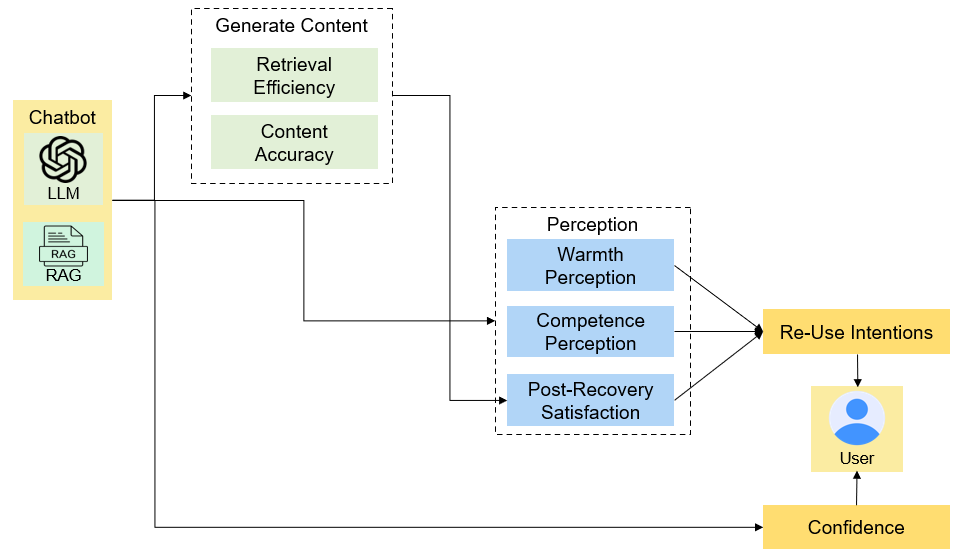 Generate Content
Retrieval
Efficiency
Content
Accuracy
Chatbot
LLM
RAG
RAG
Perception
Warmth
Perception
Competence
Perception
Post-Recovery
Satisfaction
Re-Use Intentions
User
Confidence